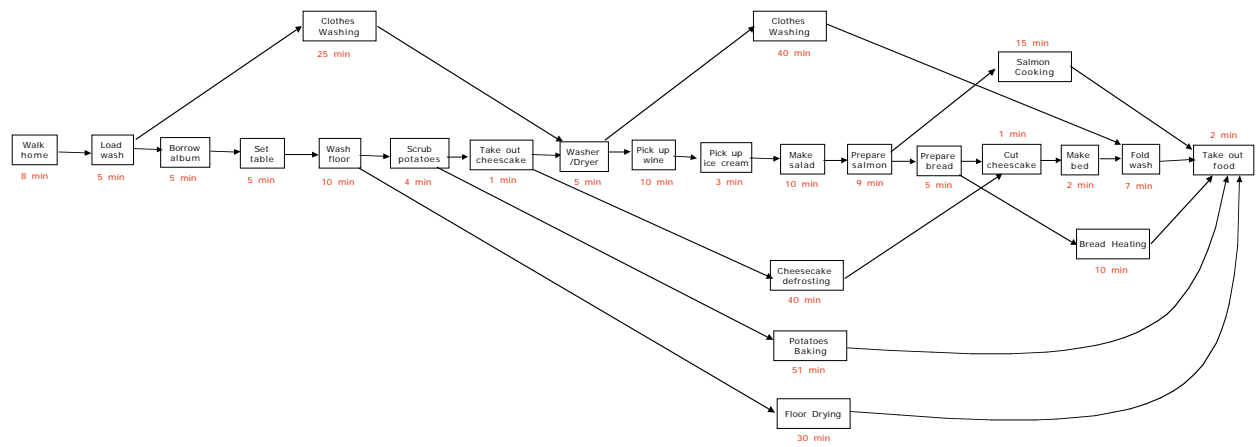 Clothes
Washing
25 min
Clothes
Washing
40 min
15 min
Salmon
Cooking
Walk
home
8 min
Load
wash
5 min
Borrow
album
5 min
Set
table
5 min
Wash
floor
10 min
Scrub
potatoes
4 min
Take out
cheescake
1 min
Washer
/Dryer
5 min
Pick up
wine
10 min
Pick up
ice cream
3 min
Make
salad
10 min
Prepare
salmon
9 min
Prepare
bread
5 min
1 min
Cut
cheescake
Make
bed
2 min
Fold
wash
7 min
2 min
Take out
food
Bread Heating
10 min
Cheesecake
defrosting
40 min
Potatoes
Baking
51 min
Floor Drying
30 min